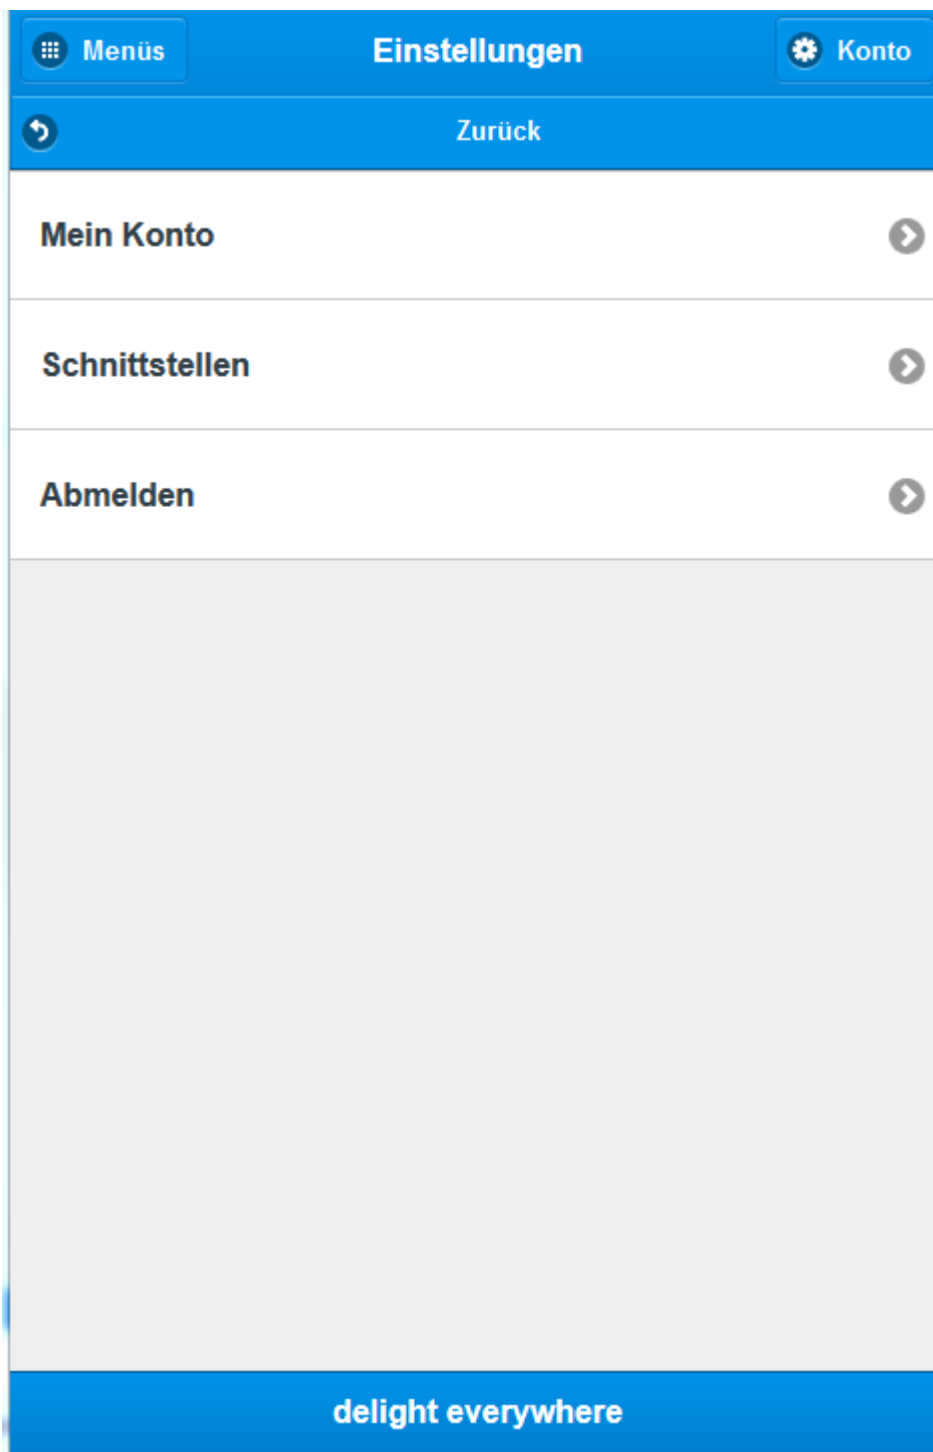 Menüs
Einstellungen
Konto
Zurück
Mein Konto
Schnittstellen
Abmelden
delight everywhere